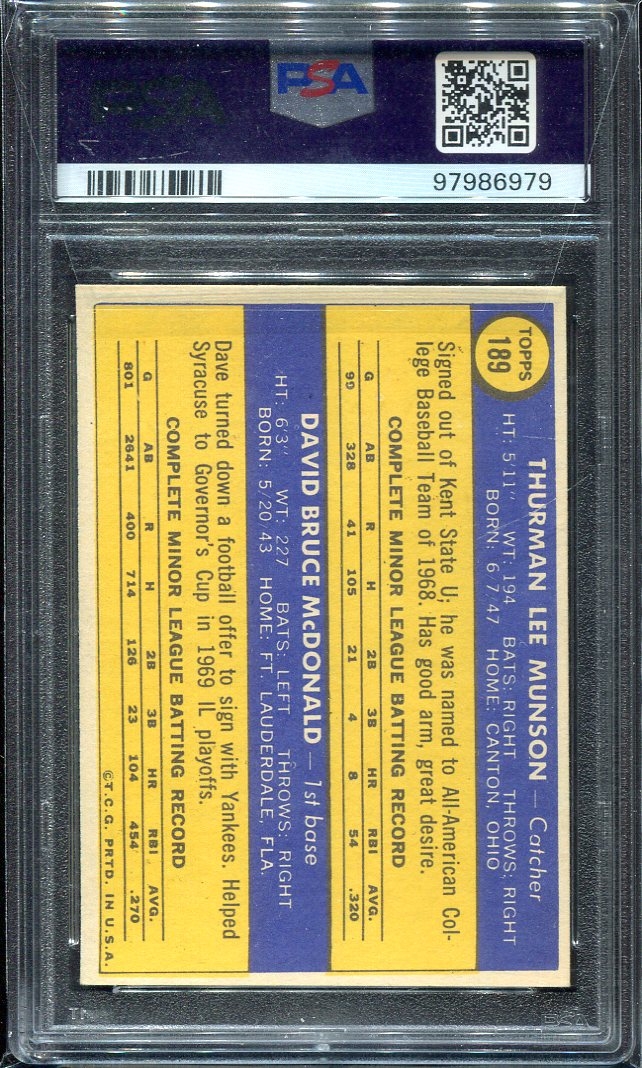 PSA
97986979
TOPPS
189
THURMAN LEE MUNSON — Catcher
HT: 5'11" WT: 194 BATS: RIGHT THROWS: RIGHT
BORN: 6 7 47 HOME: CANTON, OHIO
Signed out of Kent State U; he was named to All-American Col-
lege Baseball Team of 1968. Has good arm, great desire.
COMPLETE MINOR LEAGUE BATTING RECORD
G AB R H 2B 3B HR RBI AVG.
99 328 41 105 21 4 8 54 .320
DAVID BRUCE McDONALD — 1st base
HT: 6'3" WT: 227 BATS: LEFT THROWS: RIGHT
BORN: 5/20 43 HOME: FT. LAUDERDALE, FLA.
Dave turned down a football offer to sign with Yankees. Helped
Syracuse to Governor's Cup in 1969 IL playoffs.
COMPLETE MINOR LEAGUE BATTING RECORD
G AB R H 2B 3B HR RBI AVG.
801 2641 400 714 126 23 104 454 .270
©T.C.G. PRTD. IN U.S.A.